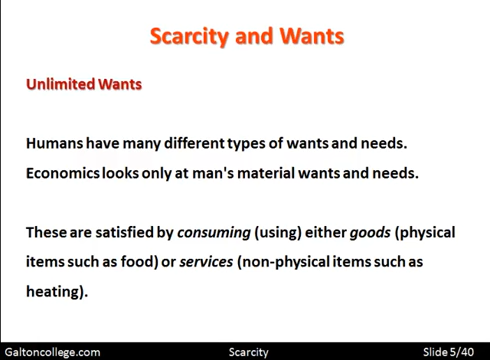 Scarcity and Wants
Unlimited Wants
Humans have many different types of wants and needs.
Economics looks only at man's material wants and needs.
These are satisfied by consuming (using) either goods (physical
items such as food) or services (non-physical items such as
heating).
Galtoncollege.com Scarcity Slide 5/40